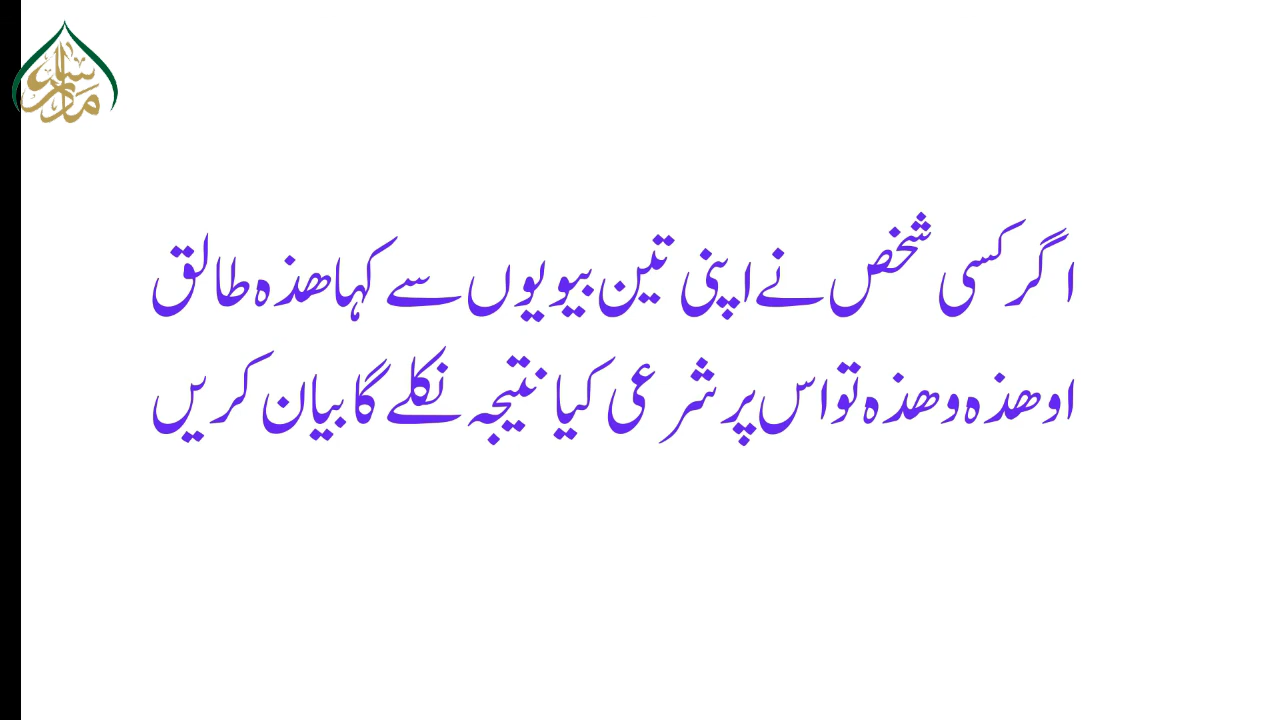 اگر کسی شخص نے اپنی تین بیویوں سے کہا ھذہ طالق
او ھذہ و ھذہ تو اس پر شرعی کیا نتیجہ نکلے گا بیان کریں